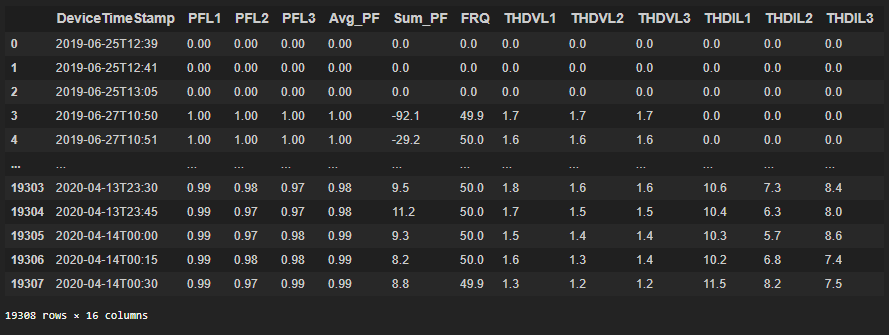 DeviceTimeStamp PFL1 PFL2 PFL3 Avg_PF Sum_PF FRQ THDVL1 THDVL2 THDVL3 THDIL1 THDIL2 THDIL3
0 2019-06-25T12:39 0.00 0.00 0.00 0.00 0.0 0.0 0.0 0.0 0.0 0.0 0.0 0.0
1 2019-06-25T12:41 0.00 0.00 0.00 0.00 0.0 0.0 0.0 0.0 0.0 0.0 0.0 0.0
2 2019-06-25T13:05 0.00 0.00 0.00 0.00 0.0 0.0 0.0 0.0 0.0 0.0 0.0 0.0
3 2019-06-27T10:50 1.00 1.00 1.00 1.00 -92.1 49.9 1.7 1.7 1.7 0.0 0.0 0.0
4 2019-06-27T10:51 1.00 1.00 1.00 1.00 -29.2 50.0 1.6 1.6 1.6 0.0 0.0 0.0
... ... ... ... ... ... ... ... ... ... ... ... ... ...
19303 2020-04-13T23:30 0.99 0.98 0.97 0.98 9.5 50.0 1.8 1.6 1.6 10.6 7.3 8.4
19304 2020-04-13T23:45 0.99 0.97 0.97 0.98 11.2 50.0 1.7 1.5 1.5 10.4 6.3 8.0
19305 2020-04-14T00:00 0.99 0.97 0.98 0.99 9.3 50.0 1.5 1.4 1.4 10.3 5.7 8.6
19306 2020-04-14T00:15 0.99 0.98 0.98 0.99 8.2 50.0 1.6 1.3 1.4 10.2 6.8 7.4
19307 2020-04-14T00:30 0.99 0.97 0.99 0.99 8.8 49.9 1.3 1.2 1.2 11.5 8.2 7.5
19308 rows × 16 columns